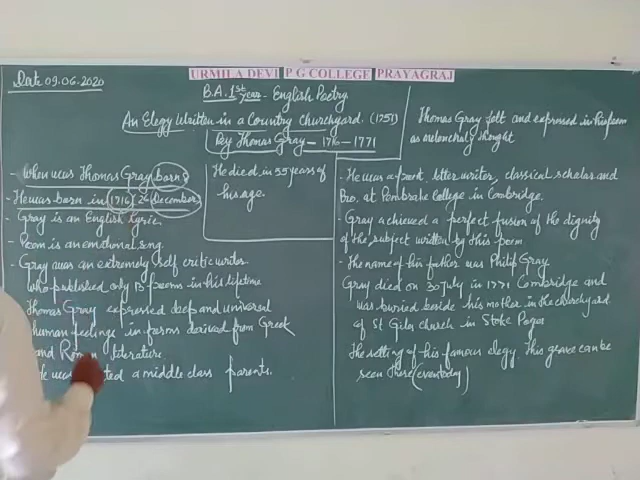 Date 09.06.2020
URMILA DEVI P G COLLEGE PRAYAGRAJ
B.A. 1st Year - English Poetry
An Elegy Written in a Country Churchyard. (1751)
By Thomas Gray - 1716 - 1771
Thomas Gray felt and expressed in his poem
as melancholy thought
He died in 55 years of
his age.
- When was Thomas Gray born?
- He was born in 1716, 26 December
- Gray is an English lyric.
- Poem is an emotional song.
- Gray was an extremely self critic writer.
who published only 13 poems in his lifetime
Thomas Gray expressed deep and universal
human feelings in forms derived from Greek
and Roman literature
was a middle class parents.
- He was a poet, letter writer, classical scholar and
at Pembroke College in Cambridge.
- Gray achieved a perfect fusion of the dignity
of the subject written by this poem
- The name of his father was Philip Gray.
Gray died on 30 July in 1771 Cambridge and
was buried beside his mother in the churchyard
of St Giles church in Stoke Poges
The setting of his famous elegy. This grave can be
seen there